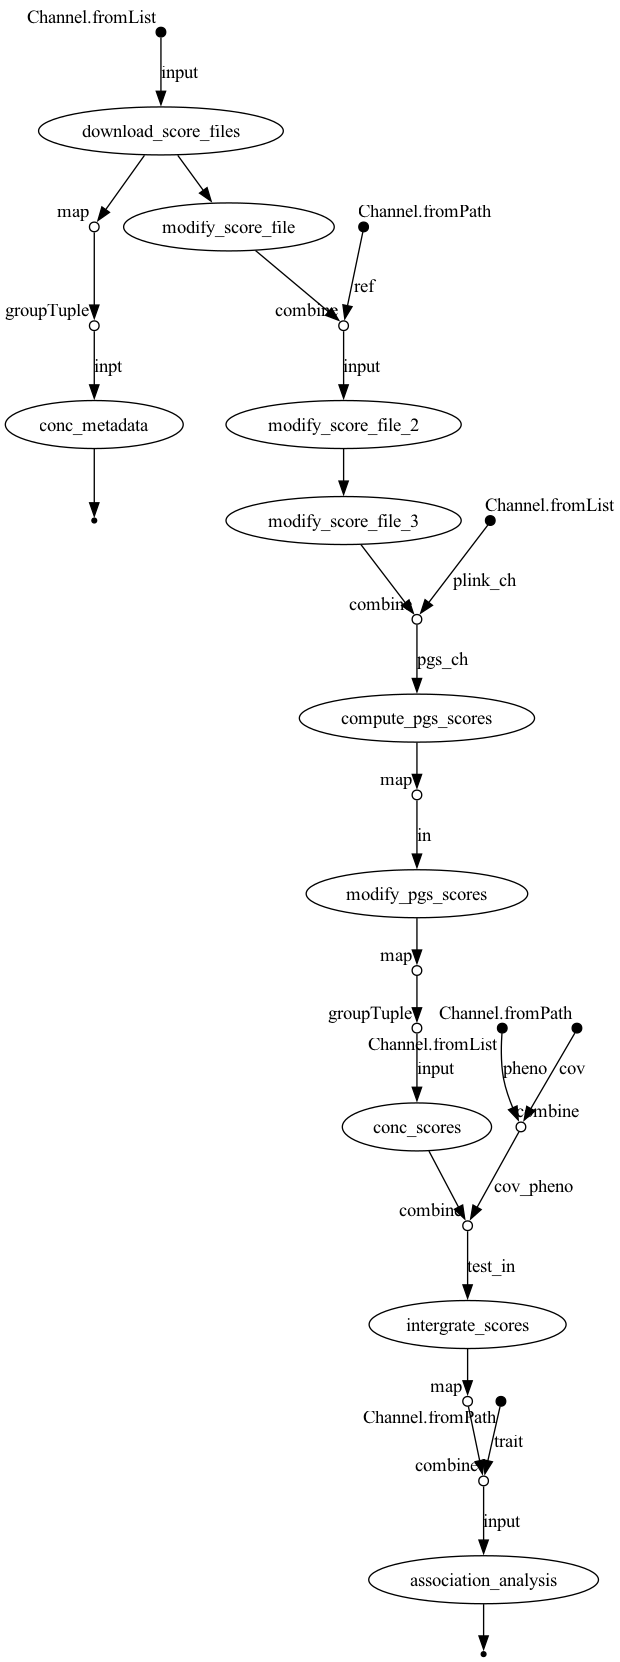 Channel.fromList
input
download_score_files
map
modify_score_file
Channel.fromPath
ref
groupTuple
combine
inpt
input
conc_metadata
modify_score_file_2
modify_score_file_3
Channel.fromList
plink_ch
combine
pgs_ch
compute_pgs_scores
map
in
modify_pgs_scores
map
groupTuple
Channel.fromPath
Channel.fromList
input
pheno
cov
combine
conc_scores
cov_pheno
combine
test_in
intergrate_scores
map
Channel.fromPath
trait
combine
input
association_analysis